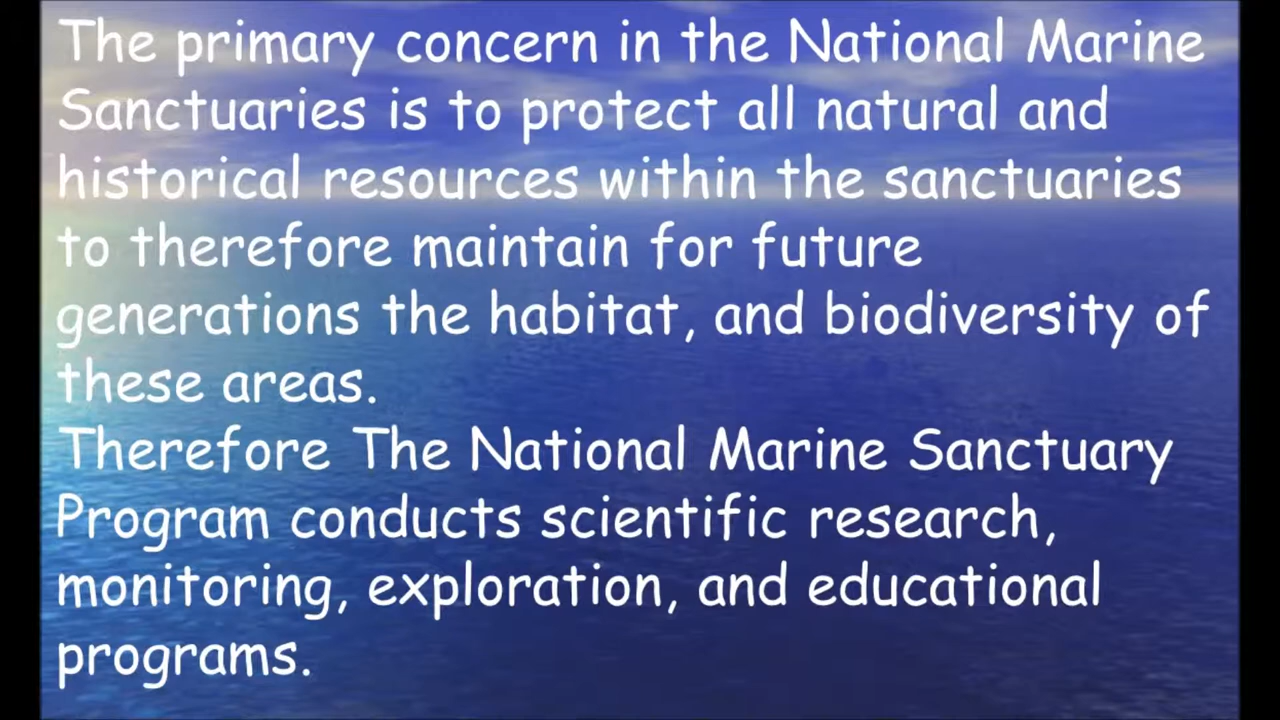 The primary concern in the National Marine
Sanctuaries is to protect all natural and
historical resources within the sanctuaries
to therefore maintain for future
generations the habitat, and biodiversity of
these areas.
Therefore The National Marine Sanctuary
Program conducts scientific research,
monitoring, exploration, and educational
programs.